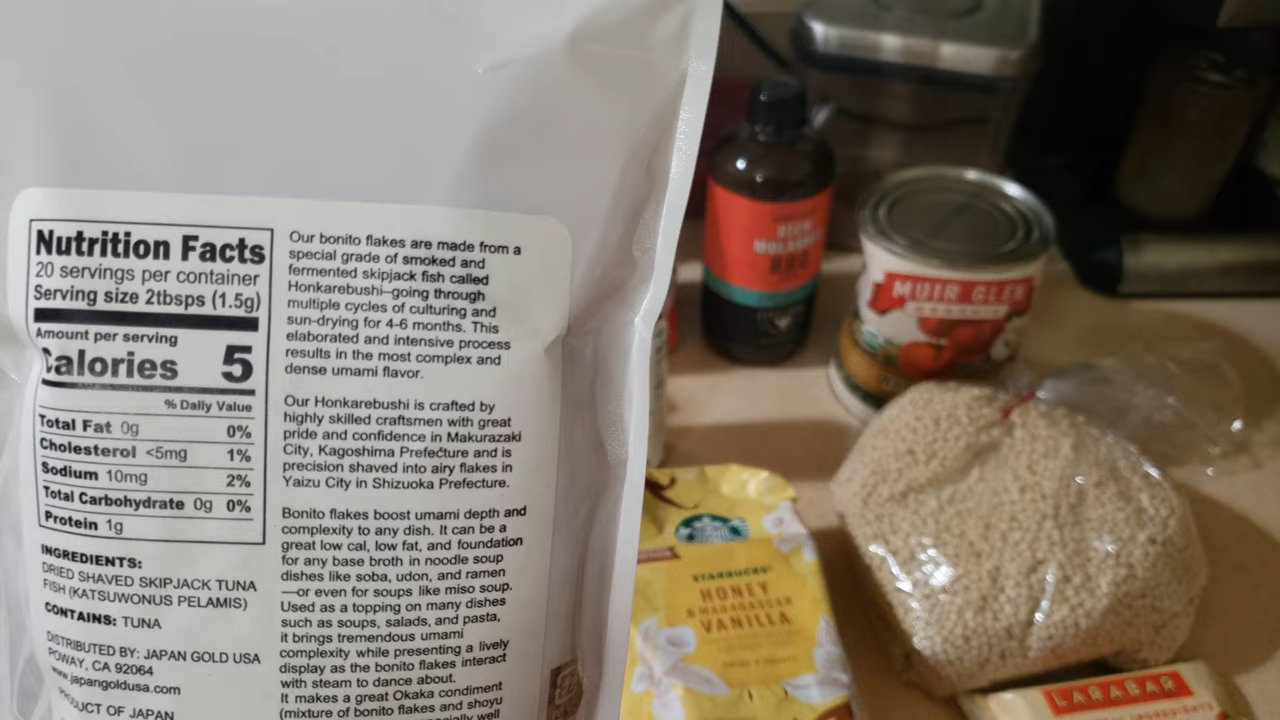 Nutrition Facts
20 servings per container
Serving size 2tbsps (1.5g)
Amount per serving
Calories 5
% Daily Value
Total Fat 0g 0%
Cholesterol <5mg 1%
Sodium 10mg 2%
Total Carbohydrate 0g 0%
Protein 1g
INGREDIENTS:
DRIED SHAVED SKIPJACK TUNA
FISH (KATSUWONUS PELAMIS)
CONTAINS: TUNA
DISTRIBUTED BY: JAPAN GOLD USA
POWAY, CA 92064
www.japangoldusa.com
PRODUCT OF JAPAN
Our bonito flakes are made from a
special grade of smoked and
fermented skipjack fish called
Honkarebushi–going through
multiple cycles of culturing and
sun-drying for 4-6 months. This
elaborated and intensive process
results in the most complex and
dense umami flavor.
Our Honkarebushi is crafted by
highly skilled craftsmen with great
pride and confidence in Makurazaki
City, Kagoshima Prefecture and is
precision shaved into airy flakes in
Yaizu City in Shizuoka Prefecture.
Bonito flakes boost umami depth and
complexity to any dish. It can be a
great low cal, low fat, and foundation
for any base broth in noodle soup
dishes like soba, udon, and ramen
—or even for soups like miso soup.
Used as a topping on many dishes
such as soups, salads, and pasta,
it brings tremendous umami
complexity while presenting a lively
display as the bonito flakes interact
with steam to dance about.
It makes a great Okaka condiment
(mixture of bonito flakes and shoyu
well
RICH
MOLASSES
BBQ
MUIR GLEN
ORGANIC
STARBUCKS
HONEY
& MADAGASCAR
VANILLA
LARABAR
INGREDIENTS